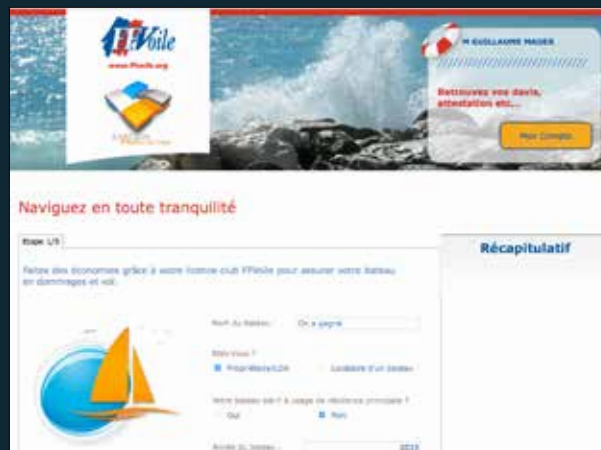 FFVoile
www.ffvoile.org
M GUILLAUME MADER
Retrouvez vos devis,
attestation etc...
Mon Compte
Naviguez en toute tranquilité
Etape 1/5
Récapitulatif
Faites des économies grâce à votre licence club FFVoile pour assurer votre bateau
en dommages et vol.
Nom du bateau : On a gagné
Etes-vous ?
Propriétaire/LOA Locataire d'un bateau
Votre bateau est-il à usage de résidence principale ?
Oui Non
Année du bateau :